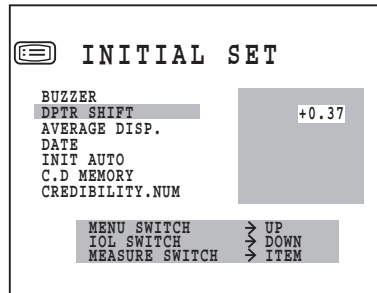 INITIAL SET
BUZZER
DPTR SHIFT +0.37
AVERAGE DISP.
DATE
INIT AUTO
C.D MEMORY
CREDIBILITY.NUM
MENU SWITCH → UP
IOL SWITCH → DOWN
MEASURE SWITCH → ITEM